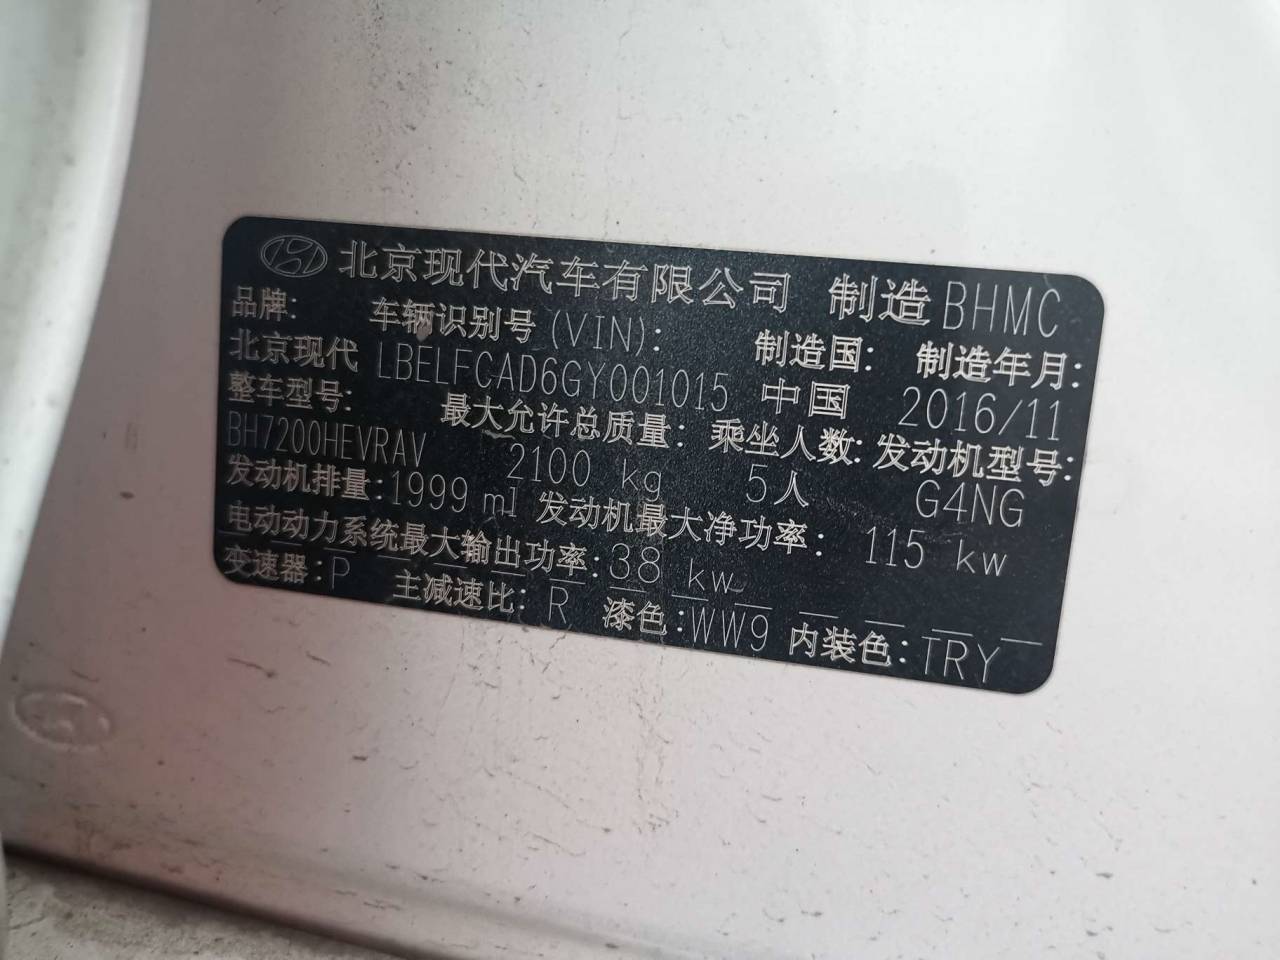 北京现代汽车有限公司 制造 BHMC
品牌: 车辆识别号(VIN): 制造国: 制造年月:
北京现代 LBELFCAD6GY001015 中国 2016/11
整车型号: 最大允许总质量: 乘坐人数: 发动机型号:
BH7200HEVRAV 2100 kg 5人 G4NG
发动机排量:1999 ml 发动机最大净功率: 115 kw
电动动力系统最大输出功率:38 kw
变速器:P 主减速比: R 漆色:WW9 内装色:TRY